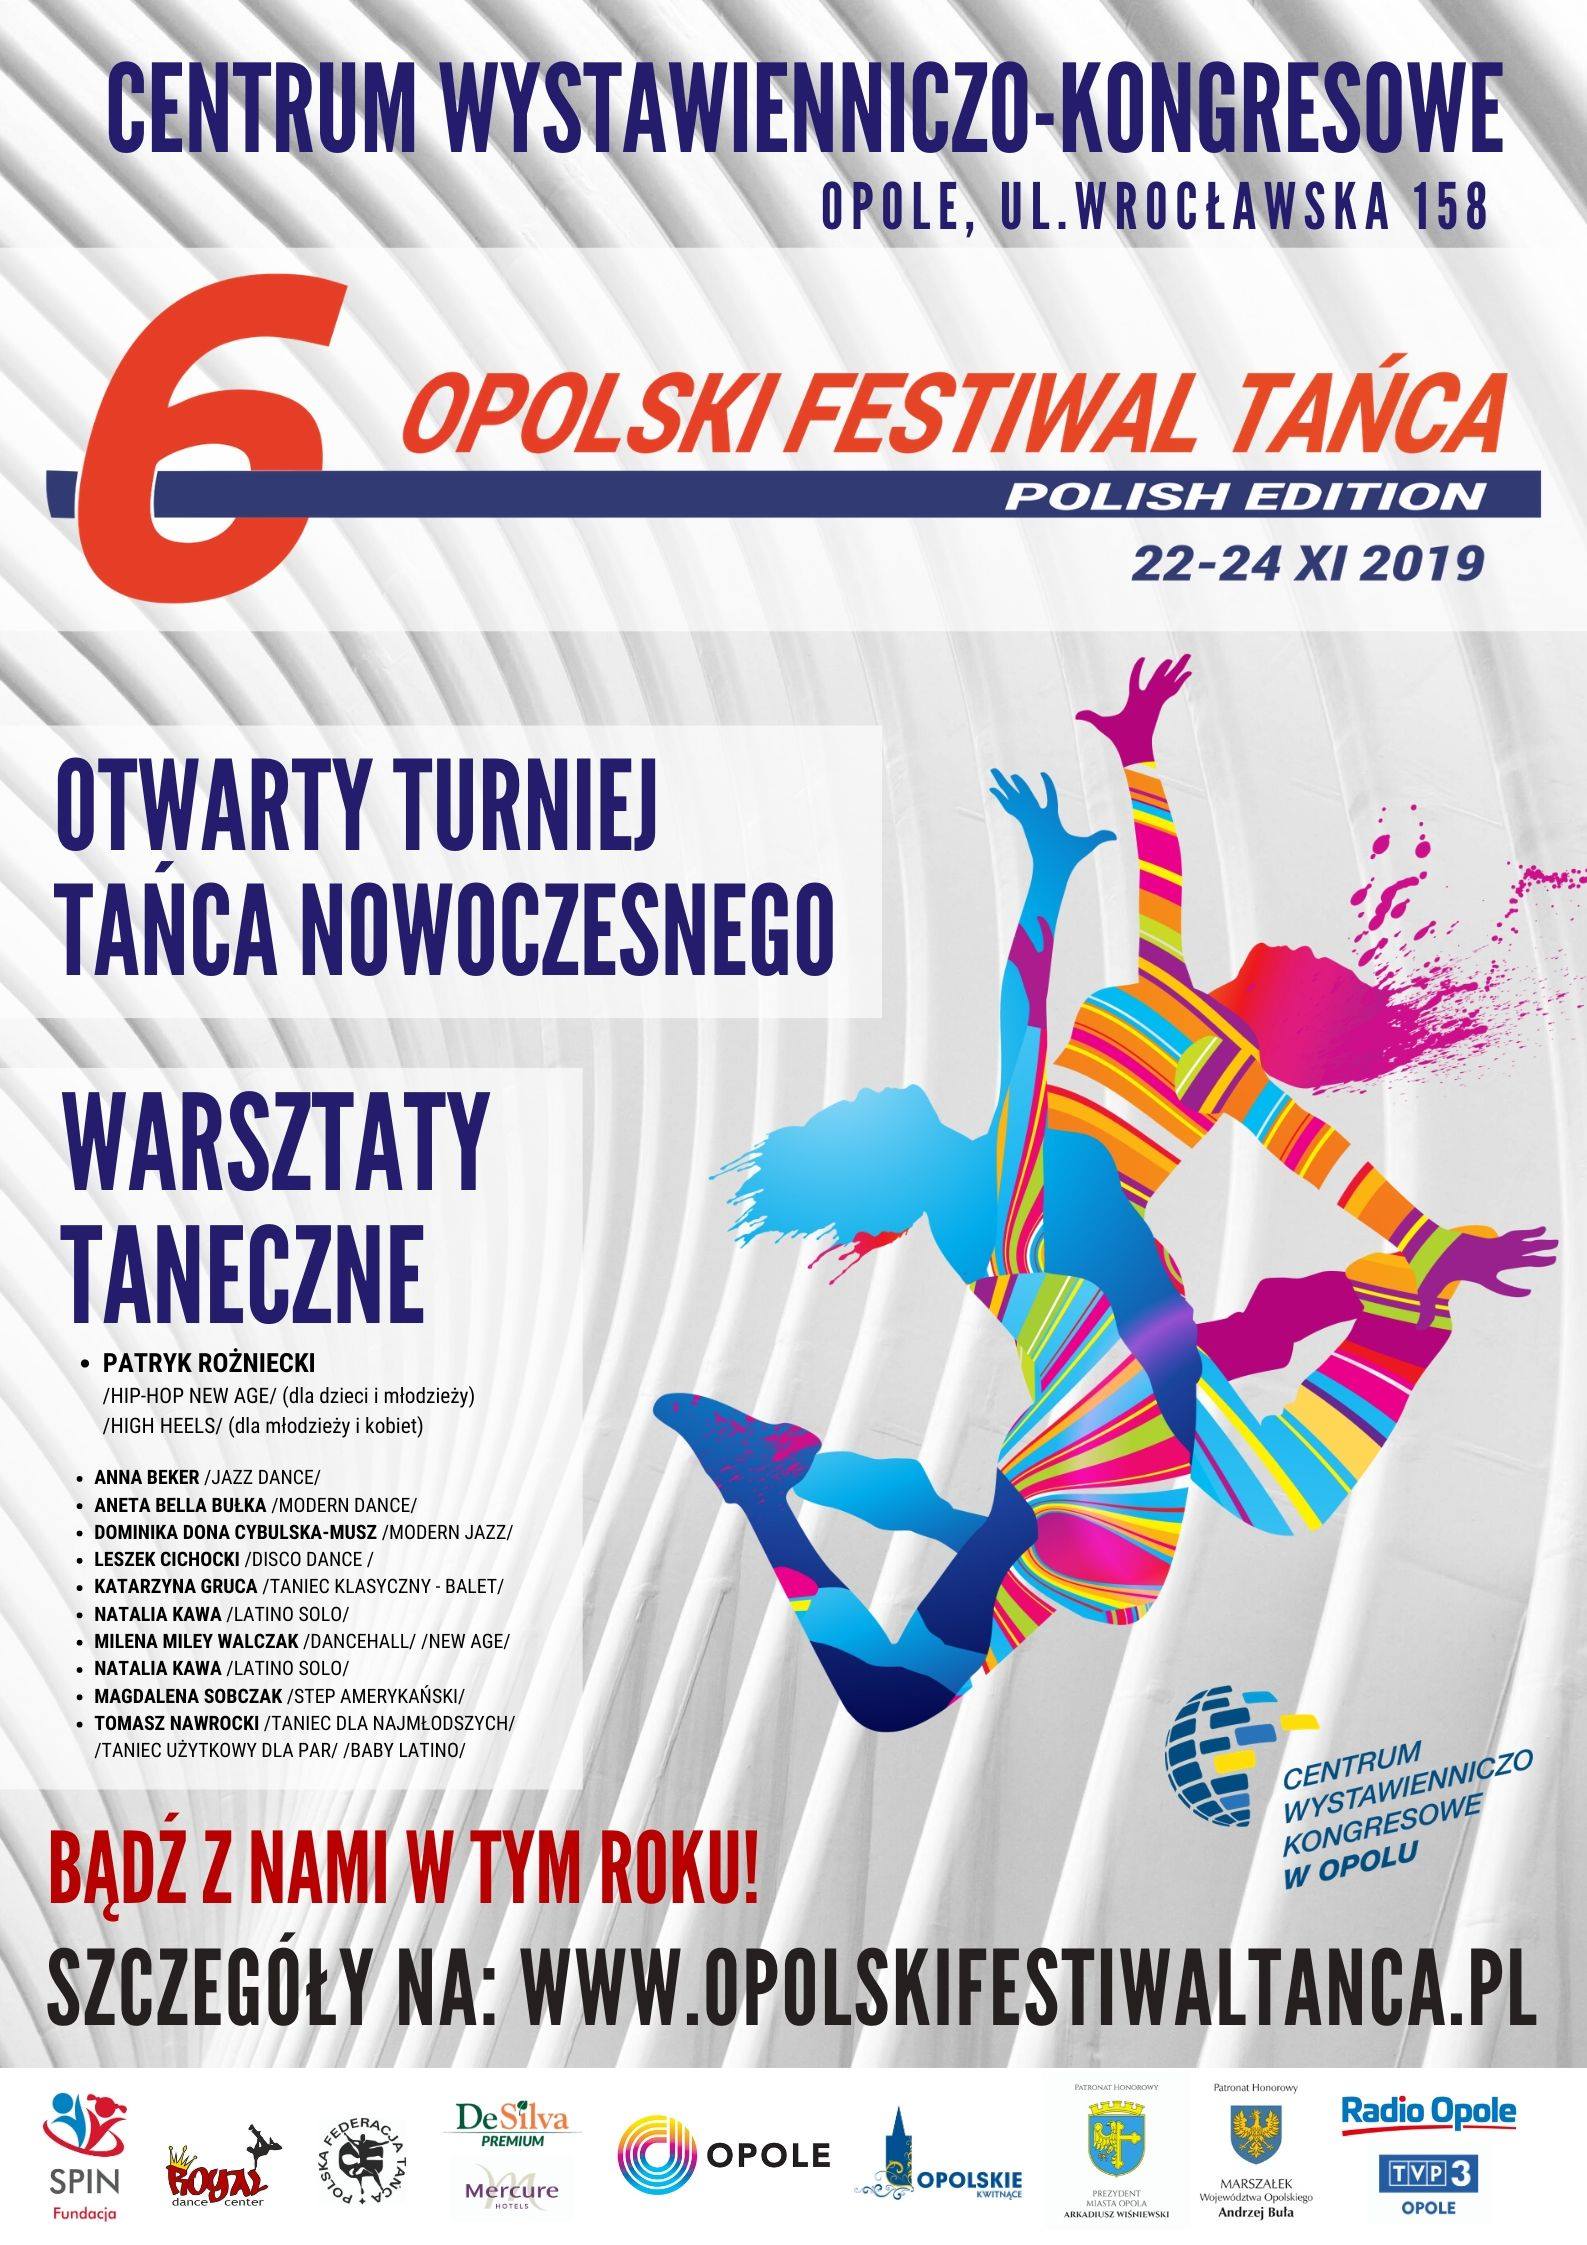 CENTRUM WYSTAWIENNICZO-KONGRESOWE
OPOLE, UL.WROCŁAWSKA 158
6
OPOLSKI FESTIWAL TAŃCA
POLISH EDITION
22-24 XI 2019
OTWARTY TURNIEJ
TAŃCA NOWOCZESNEGO
WARSZTATY
TANECZNE
• PATRYK ROŻNIECKI
/HIP-HOP NEW AGE/ (dla dzieci i młodzieży)
/HIGH HEELS/ (dla młodzieży i kobiet)
• ANNA BEKER /JAZZ DANCE/
• ANETA BELLA BUŁKA /MODERN DANCE/
• DOMINIKA DONA CYBULSKA-MUSZ /MODERN JAZZ/
• LESZEK CICHOCKI /DISCO DANCE /
• KATARZYNA GRUCA /TANIEC KLASYCZNY - BALET/
• NATALIA KAWA /LATINO SOLO/
• MILENA MILEY WALCZAK /DANCEHALL/ /NEW AGE/
• NATALIA KAWA /LATINO SOLO/
• MAGDALENA SOBCZAK /STEP AMERYKAŃSKI/
• TOMASZ NAWROCKI /TANIEC DLA NAJMŁODSZYCH/
/TANIEC UŻYTKOWY DLA PAR/ /BABY LATINO/
CENTRUM
WYSTAWIENNICZO
KONGRESOWE
W OPOLU
BĄDŹ Z NAMI W TYM ROKU!
SZCZEGÓŁY NA: WWW.OPOLSKIFESTIWALTANCA.PL
SPIN
Fundacja
ROYAL
dance center
POLSKA FEDERACJA TAŃCA
DeSilva
PREMIUM
Mercure
HOTELS
OPOLE
OPOLSKIE
KWITNĄCE
PATRONAT HONOROWY
PREZYDENT
MIASTA OPOLA
ARKADIUSZ WIŚNIEWSKI
Patronat Honorowy
MARSZAŁEK
Województwa Opolskiego
Andrzej Buła
Radio Opole
TVP3
OPOLE